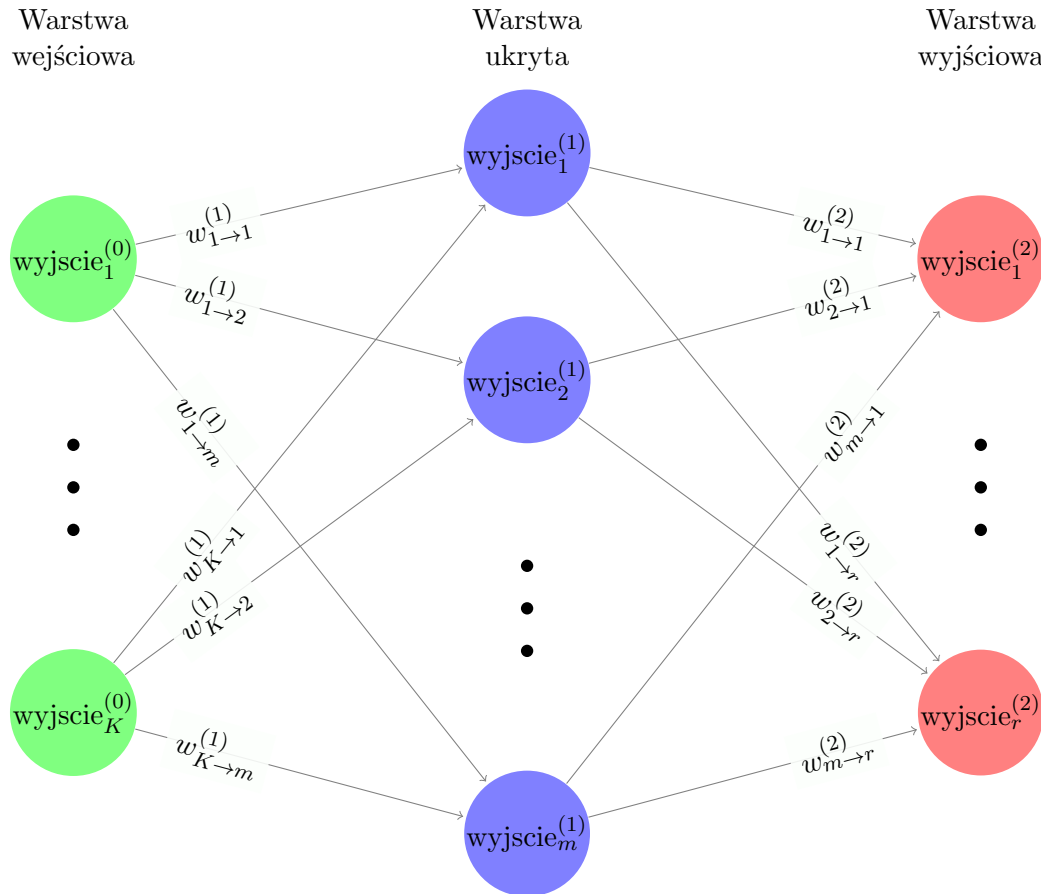 Warstwa
wejściowa
Warstwa
ukryta
Warstwa
wyjściowa
wyjscie_1^{(0)}
wyjscie_K^{(0)}
w_{1→1}^{(1)}
w_{1→2}^{(1)}
w_{1→m}^{(1)}
w_{K→1}^{(1)}
w_{K→2}^{(1)}
w_{K→m}^{(1)}
wyjscie_1^{(1)}
wyjscie_2^{(1)}
wyjscie_m^{(1)}
w_{1→1}^{(2)}
w_{2→1}^{(2)}
w_{m→1}^{(2)}
w_{1→r}^{(2)}
w_{2→r}^{(2)}
w_{m→r}^{(2)}
wyjscie_1^{(2)}
wyjscie_r^{(2)}